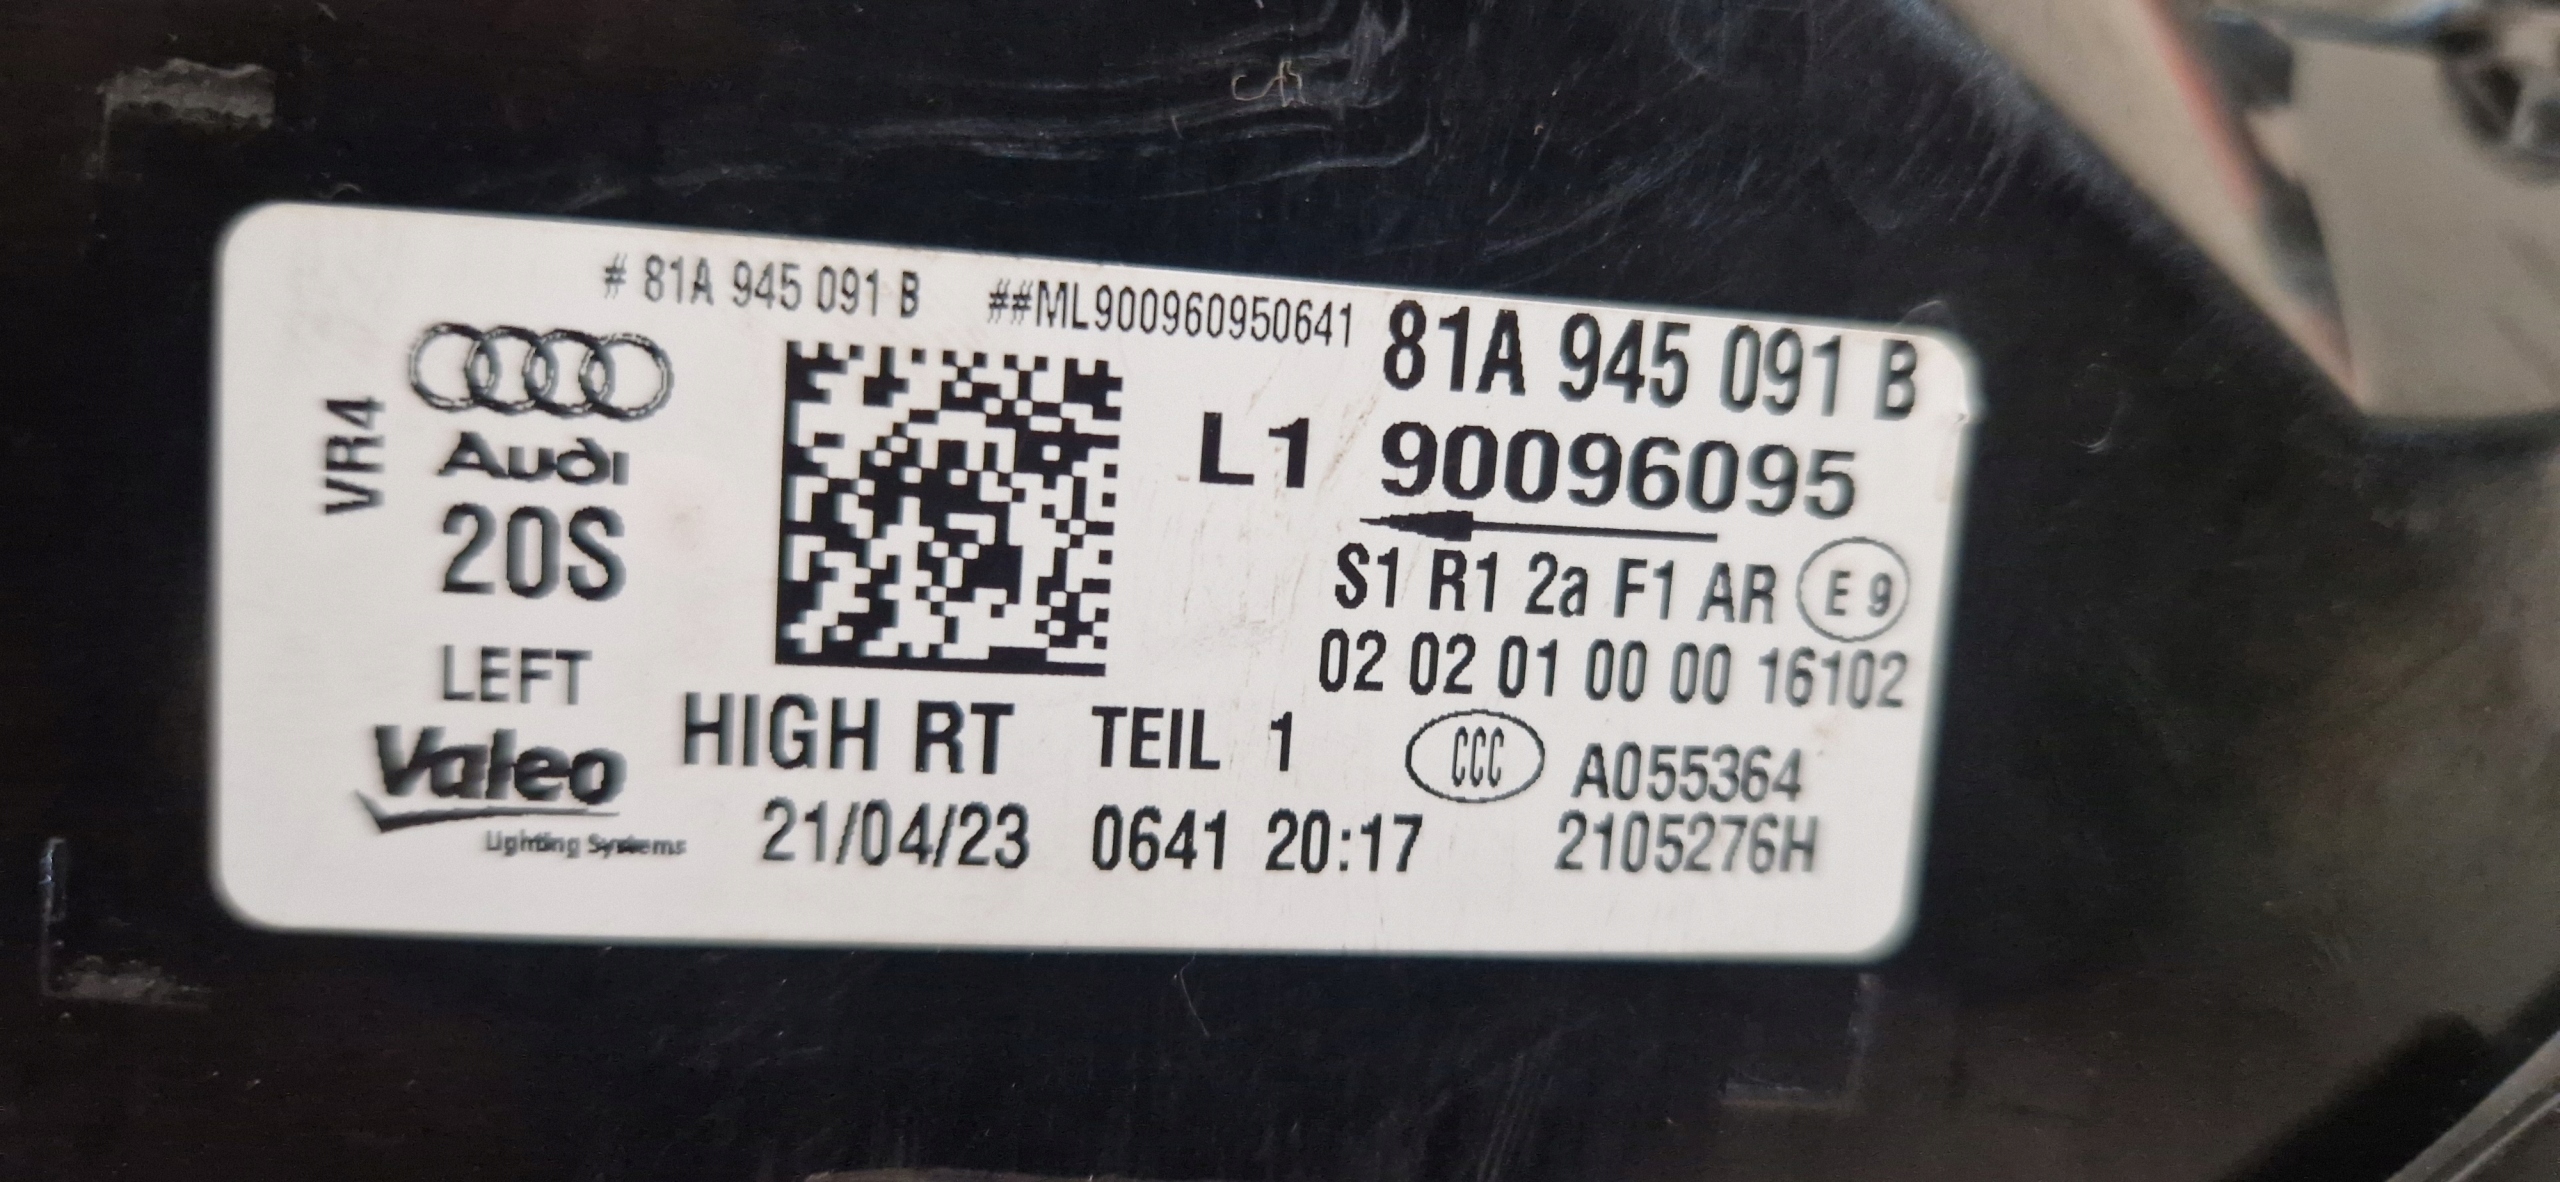 # 81A 945 091 B ##ML900960950641
81A 945 091 B
VR4
Audi
L1 90096095
20S
S1 R1 2a F1 AR E 9
02 02 01 00 00 16102
LEFT
HIGH RT TEIL 1
CCC A055364
Valeo
Lighting Systems
21/04/23 0641 20:17
2105276H